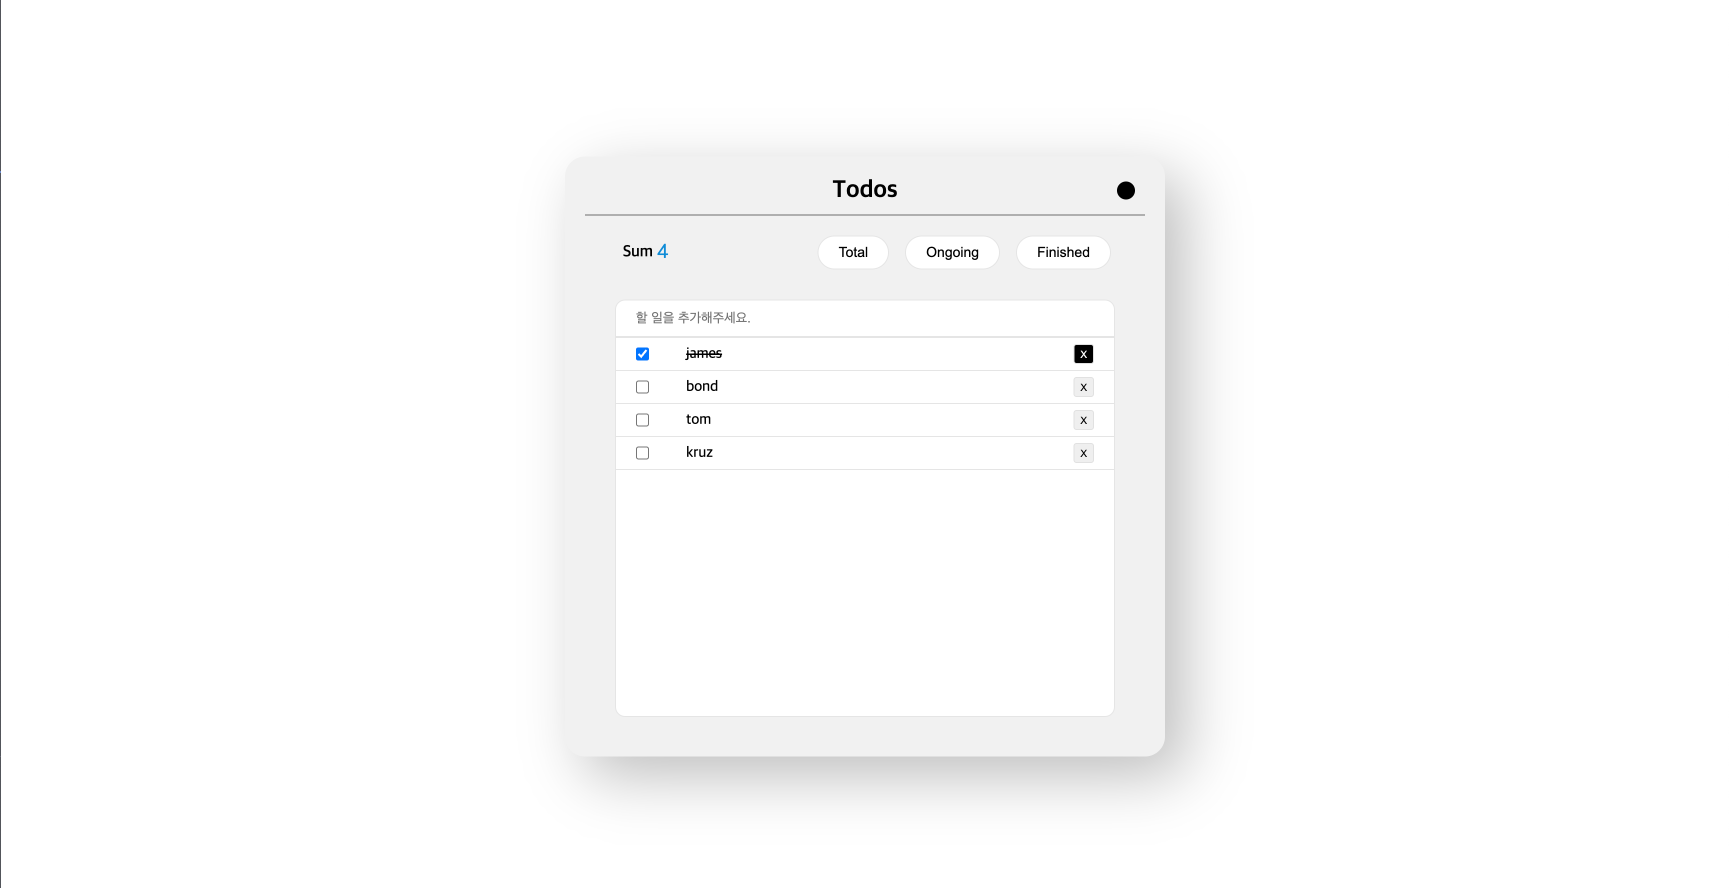 Todos
Sum 4 Total Ongoing Finished
할 일을 추가해주세요.
james x
bond x
tom x
kruz x